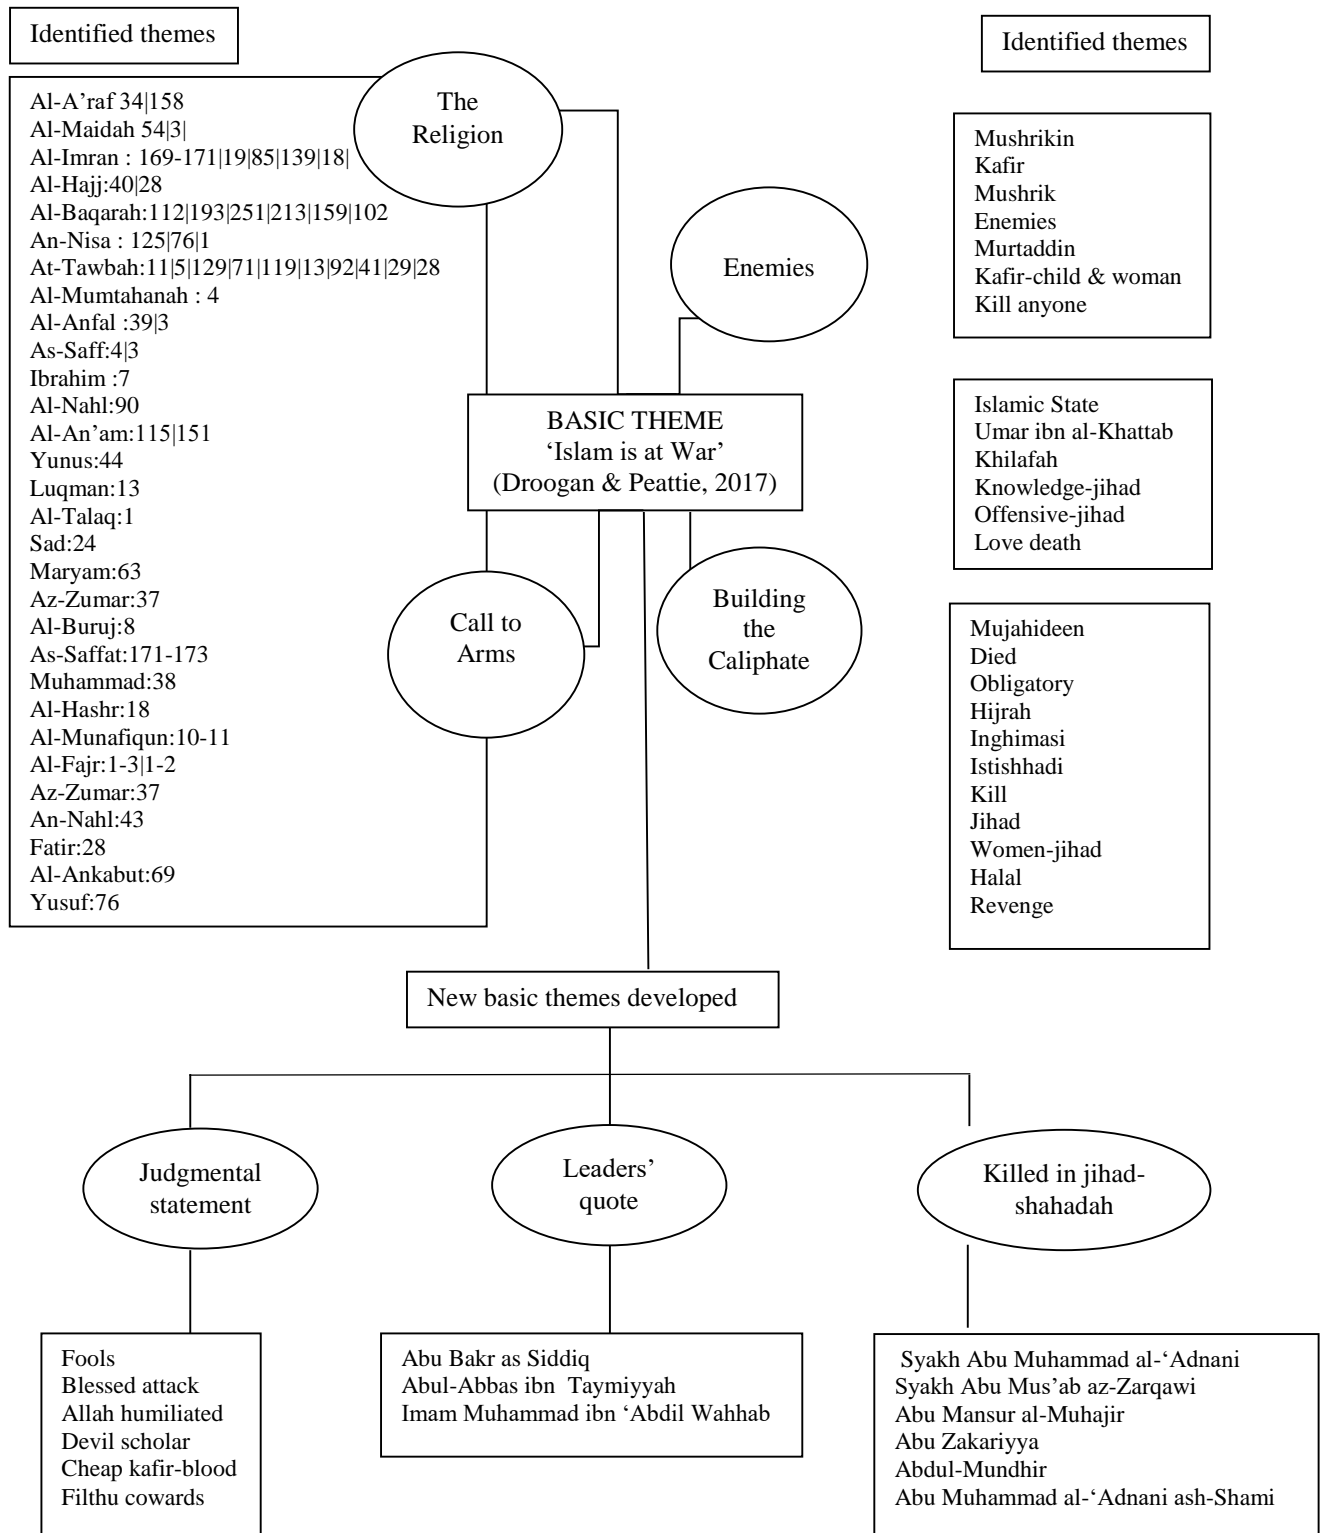 Identified themes
Al-A’raf 34|158
Al-Maidah 54|3|
Al-Imran : 169-171|19|85|139|18|
Al-Hajj:40|28
Al-Baqarah:112|193|251|213|159|102
An-Nisa : 125|76|1
At-Tawbah:11|5|129|71|119|13|92|41|29|28
Al-Mumtahanah : 4
Al-Anfal :39|3
As-Saff:4|3
Ibrahim :7
Al-Nahl:90
Al-An’am:115|151
Yunus:44
Luqman:13
Al-Talaq:1
Sad:24
Maryam:63
Az-Zumar:37
Al-Buruj:8
As-Saffat:171-173
Muhammad:38
Al-Hashr:18
Al-Munafiqun:10-11
Al-Fajr:1-3|1-2
Az-Zumar:37
An-Nahl:43
Fatir:28
Al-Ankabut:69
Yusuf:76
The
Religion
Enemies
BASIC THEME
‘Islam is at War’
(Droogan & Peattie, 2017)
Call to
Arms
Building
the
Caliphate
Identified themes
Mushrikin
Kafir
Mushrik
Enemies
Murtaddin
Kafir-child & woman
Kill anyone
Islamic State
Umar ibn al-Khattab
Khilafah
Knowledge-jihad
Offensive-jihad
Love death
Mujahideen
Died
Obligatory
Hijrah
Inghimasi
Istishhadi
Kill
Jihad
Women-jihad
Halal
Revenge
New basic themes developed
Judgmental
statement
Leaders’
quote
Killed in jihad-
shahadah
Fools
Blessed attack
Allah humiliated
Devil scholar
Cheap kafir-blood
Filthu cowards
Abu Bakr as Siddiq
Abul-Abbas ibn Taymiyyah
Imam Muhammad ibn ‘Abdil Wahhab
Syakh Abu Muhammad al-‘Adnani
Syakh Abu Mus’ab az-Zarqawi
Abu Mansur al-Muhajir
Abu Zakariyya
Abdul-Mundhir
Abu Muhammad al-‘Adnani ash-Shami